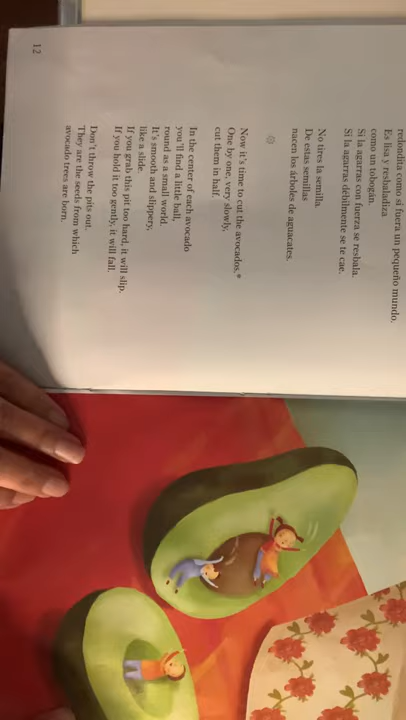 redondita como si fuera un pequeño mundo.
Es lisa y resbaladiza
como un tobogán.
Si la agarras con fuerza se resbala.
Si la agarras débilmente se te cae.
No tires la semilla.
De estas semillas
nacen los árboles de aguacates.
Now it's time to cut the avocados.*
One by one, very slowly,
cut them in half.
In the center of each avocado
you'll find a little ball,
round as a small world.
It's smooth and slippery,
like a slide.
If you grab this pit too hard, it will slip.
If you hold it too gently, it will fall.
Don't throw the pits out.
They are the seeds from which
avocado trees are born.
12